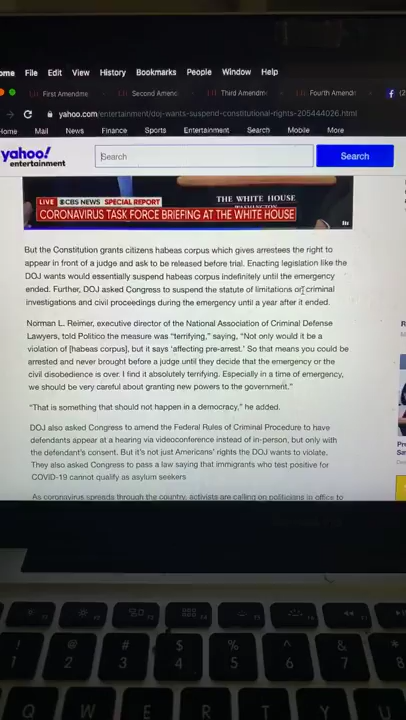 ome File Edit View History Bookmarks People Window Help
First Amendme Second Amenc Third Amendm Fourth Amendr
yahoo.com/entertainment/doj-wants-suspend-constitutional-rights-205444026.html
Home Mail News Finance Sports Entertainment Search Mobile More
yahoo!
entertainment
Search Search
THE WHITE HOUSE
WASHINGTON
LIVE CBS NEWS SPECIAL REPORT
CORONAVIRUS TASK FORCE BRIEFING AT THE WHITE HOUSE
But the Constitution grants citizens habeas corpus which gives arrestees the right to
appear in front of a judge and ask to be released before trial. Enacting legislation like the
DOJ wants would essentially suspend habeas corpus indefinitely until the emergency
ended. Further, DOJ asked Congress to suspend the statute of limitations on criminal
investigations and civil proceedings during the emergency until a year after it ended.
Norman L. Reimer, executive director of the National Association of Criminal Defense
Lawyers, told Politico the measure was “terrifying,” saying, “Not only would it be a
violation of [habeas corpus], but it says ‘affecting pre-arrest.’ So that means you could be
arrested and never brought before a judge until they decide that the emergency or the
civil disobedience is over. I find it absolutely terrifying. Especially in a time of emergency,
we should be very careful about granting new powers to the government.”
“That is something that should not happen in a democracy,” he added.
DOJ also asked Congress to amend the Federal Rules of Criminal Procedure to have
defendants appear at a hearing via videoconference instead of in-person, but only with
the defendant's consent. But it's not just Americans' rights the DOJ wants to violate.
They also asked Congress to pass a law saying that immigrants who test positive for
COVID-19 cannot qualify as asylum seekers
As coronavirus spreads through the country, activists are calling on politicians in office to
! @ # $ % ^ & *
1 2 3 4 5 6 7 8
Q W E R T Y U